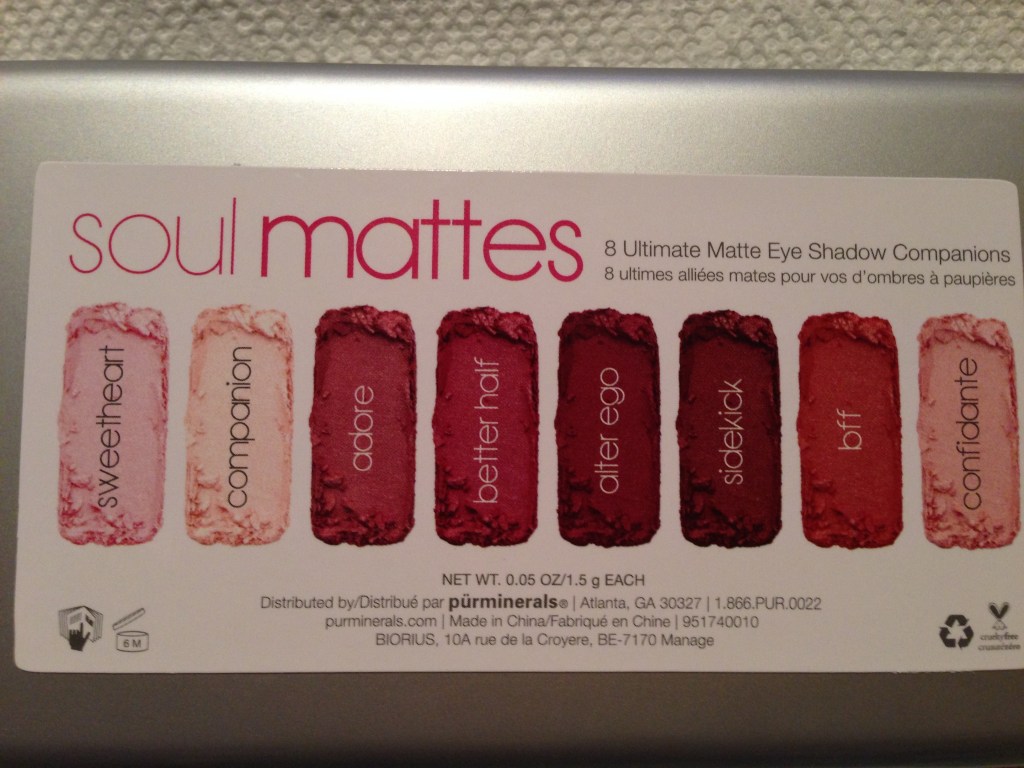 soul mattes
8 Ultimate Matte Eye Shadow Companions
8 ultimes alliées mates pour vos d'ombres à paupières
sweetheart
companion
adore
better half
alter ego
sidekick
bff
confidante
NET WT. 0.05 OZ/1.5 g EACH
Distributed by/Distribué par pürminerals® | Atlanta, GA 30327 | 1.866.PUR.0022
purminerals.com | Made in China/Fabriqué en Chine | 951740010
BIORIUS, 10A rue de la Croyere, BE-7170 Manage
6 M
crueltyfree